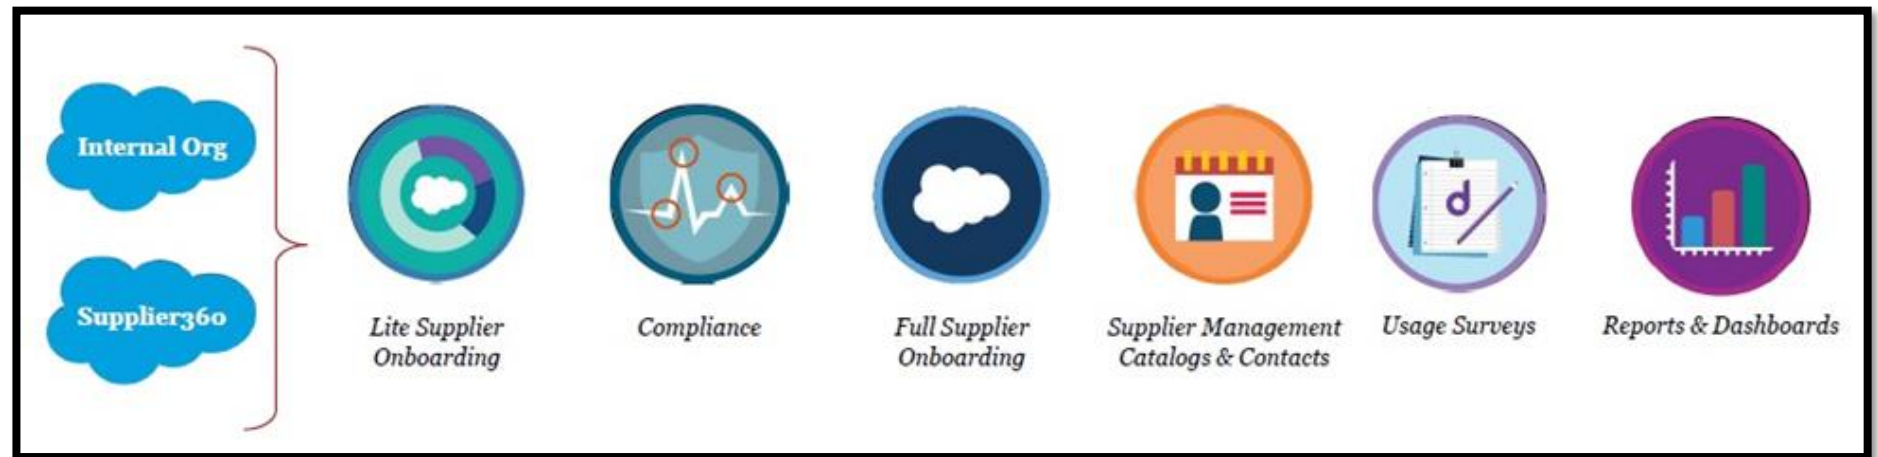 Internal Org
Supplier360
Lite Supplier
Onboarding
Compliance
Full Supplier
Onboarding
Supplier Management
Catalogs & Contacts
d
Usage Surveys
Reports & Dashboards